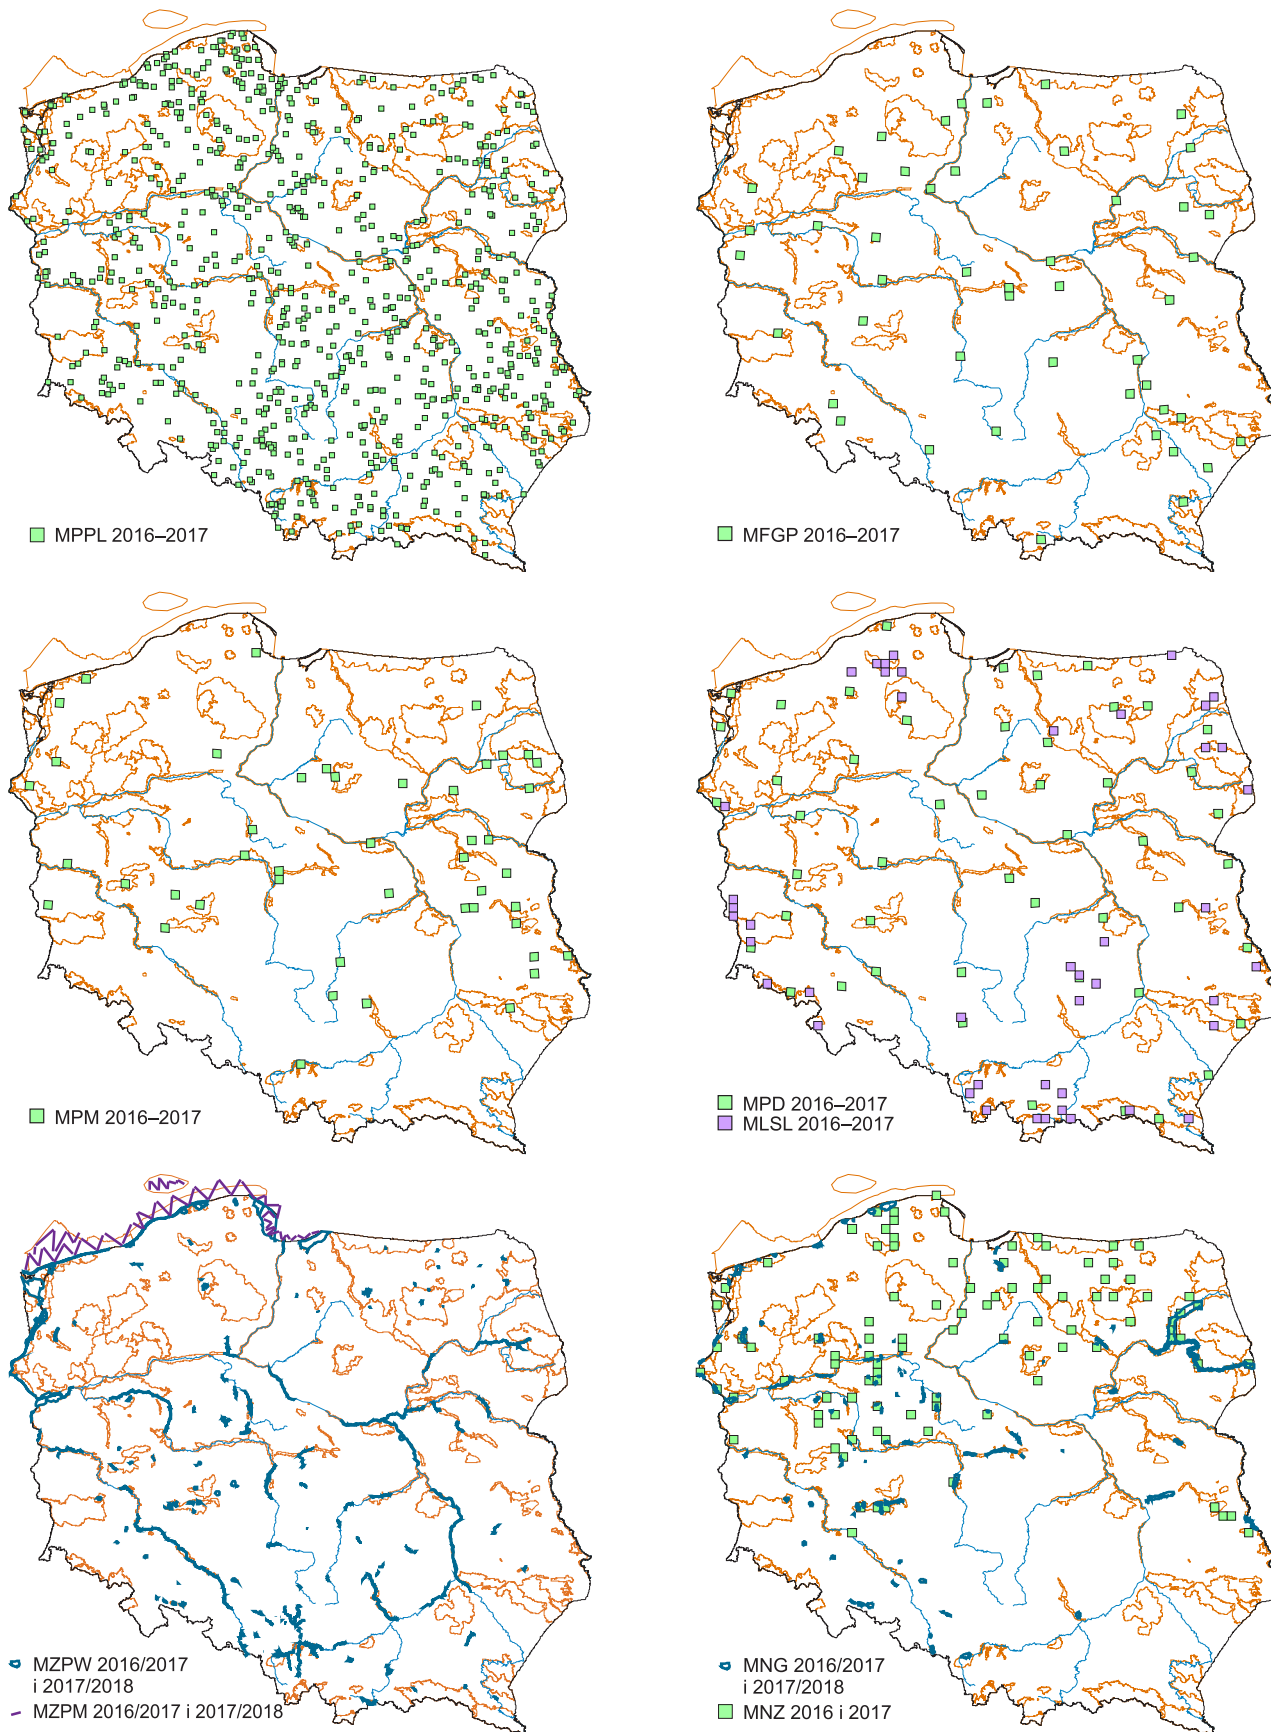 MPPL 2016–2017
MFGP 2016–2017
MPM 2016–2017
MPD 2016–2017
MLSL 2016–2017
MZPW 2016/2017
i 2017/2018
MZPM 2016/2017 i 2017/2018
MNG 2016/2017
i 2017/2018
MNZ 2016 i 2017